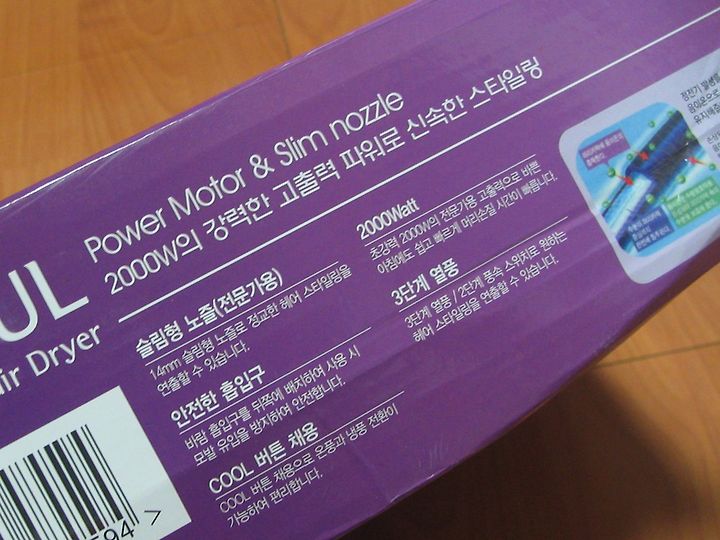 UL
ir Dryer
Power Motor & Slim nozzle
2000W의 강력한 고출력 파워로 신속한 스타일링
슬림형 노즐(전문가용)
1.4mm 슬림형 노즐로 정교한 헤어 스타일링을
연출할 수 있습니다.
안전한 흡입구
바람 흡입구를 뒤쪽에 배치하여 사용 시
모발 유입을 방지하여 안전합니다.
COOL 버튼 채용
COOL 버튼 채용으로 온풍과 냉풍 전환이
가능하여 편리합니다.
2000Watt
초강력 2000W의 전문가용 고출력으로 바쁜
아침에도 쉽고 빠르게 머리손질 시간이 빠릅니다.
3단계 열풍
3단계 열풍 / 2단계 풍속 스위치로 원하는
헤어 스타일링을 연출할 수 있습니다.
594 >